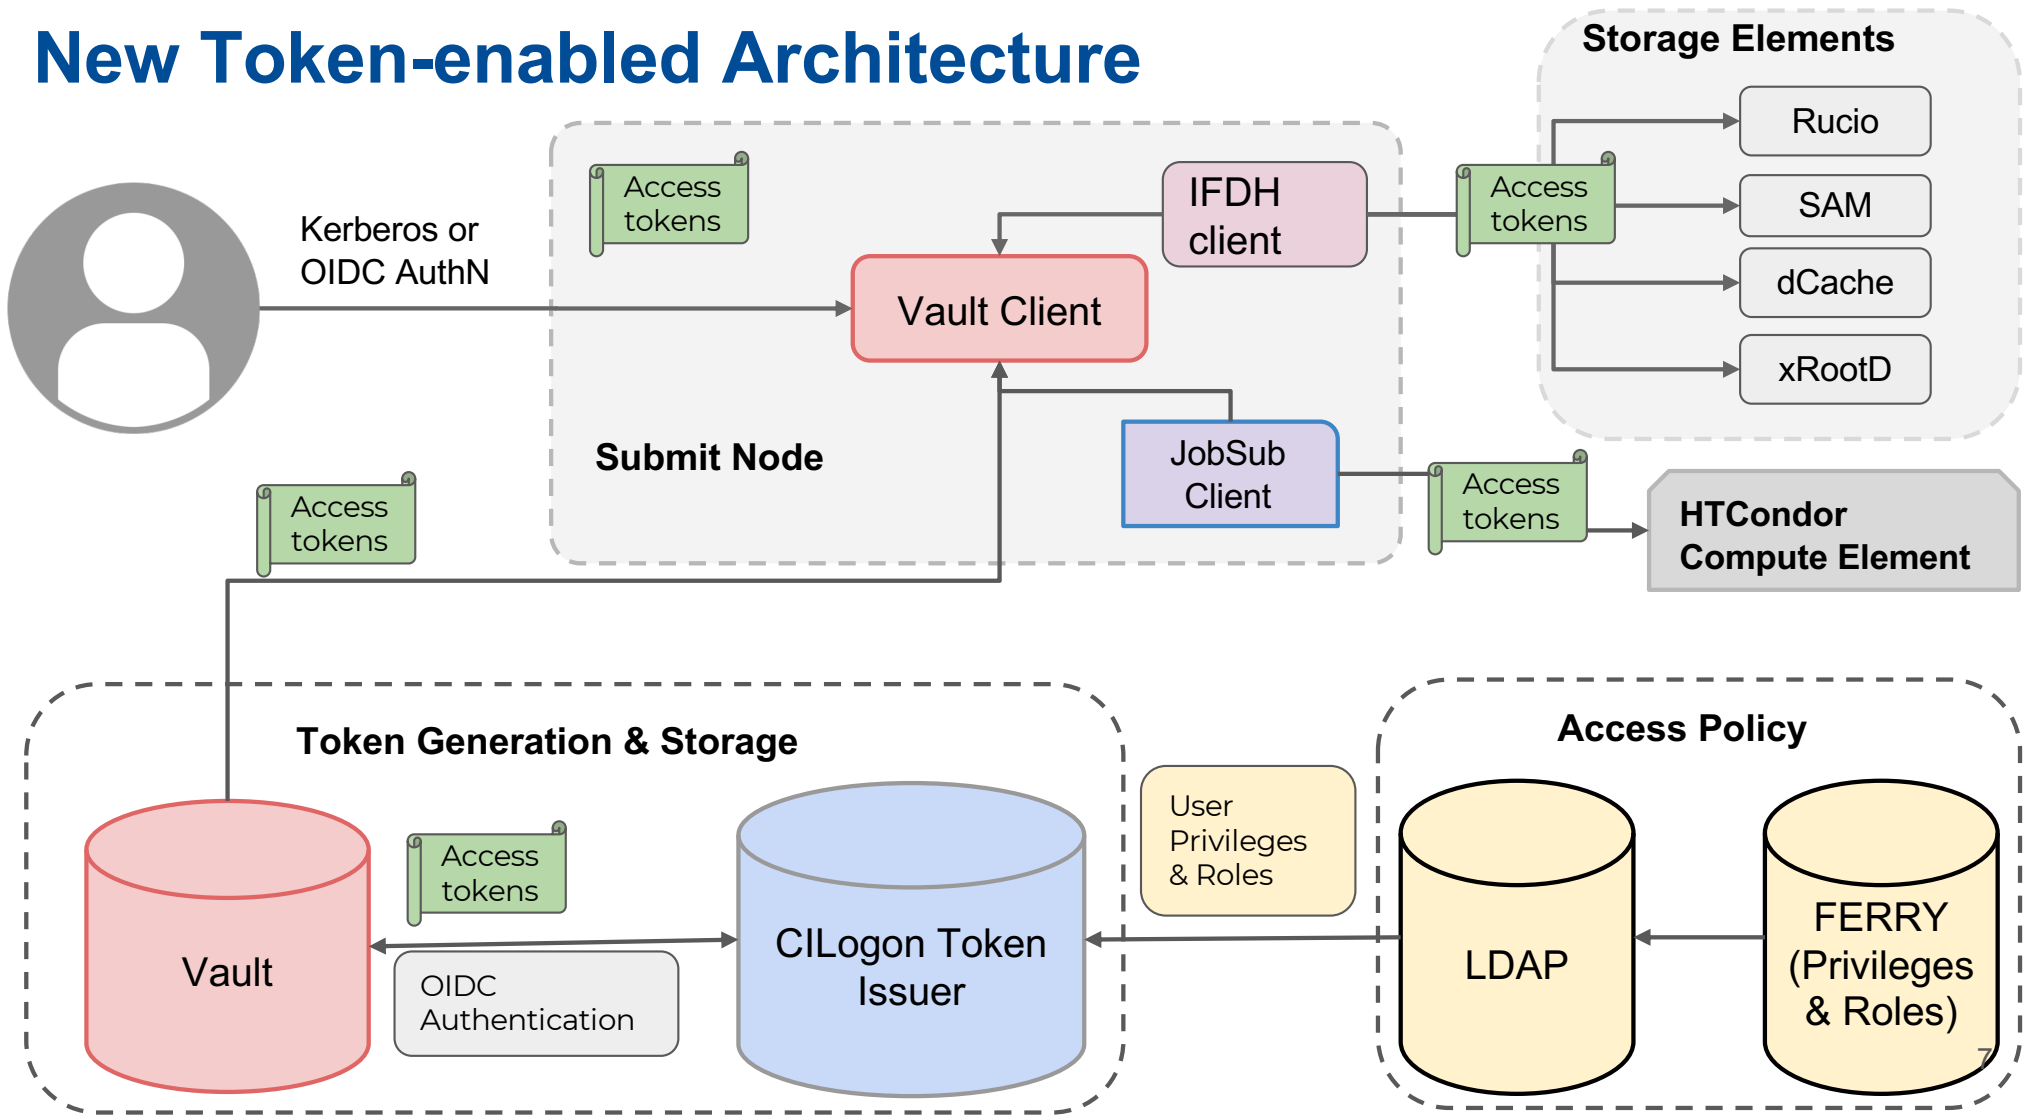 New Token-enabled Architecture
Storage Elements
Rucio
SAM
dCache
xRootD
Access
tokens
IFDH
client
Access
tokens
Kerberos or
OIDC AuthN
Vault Client
Submit Node
JobSub
Client
Access
tokens
HTCondor
Compute Element
Access
tokens
Token Generation & Storage
Vault
Access
tokens
OIDC
Authentication
CILogon Token
Issuer
User
Privileges
& Roles
Access Policy
LDAP
FERRY
(Privileges
& Roles)
7